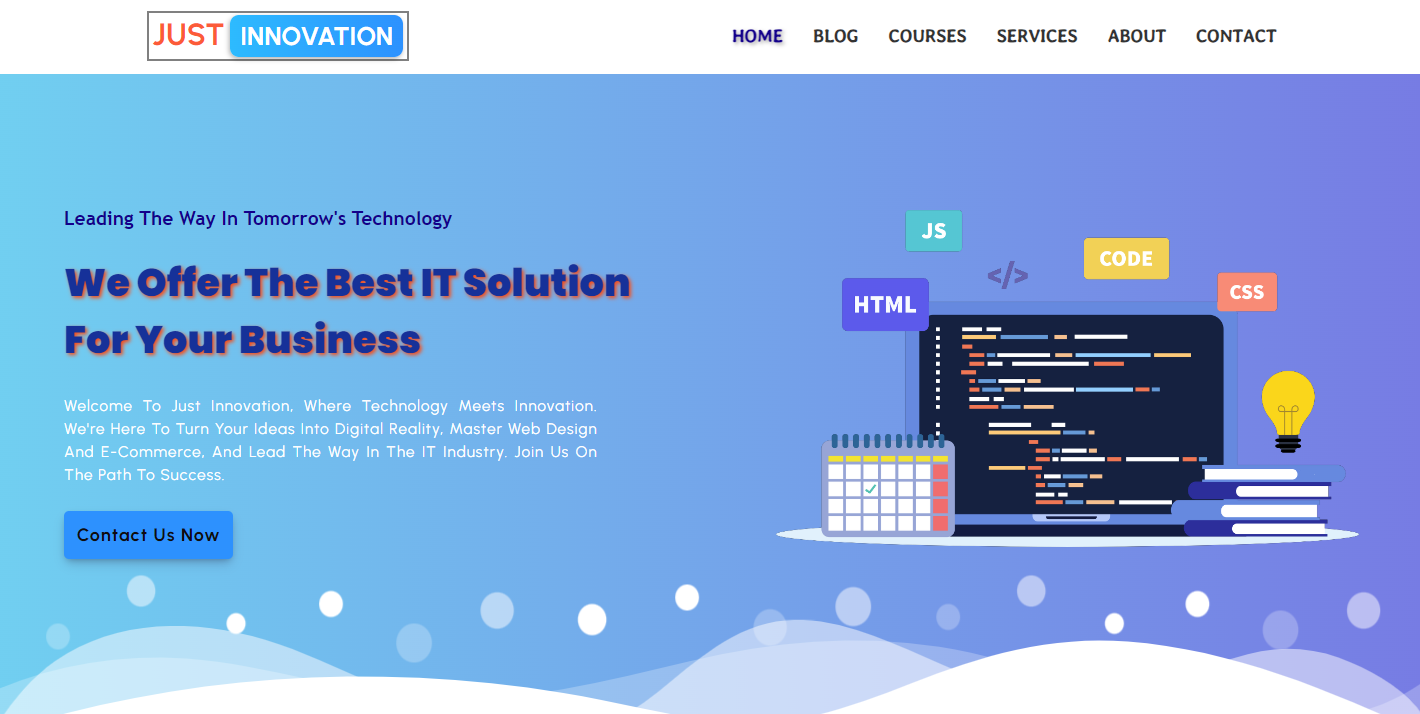 JUST INNOVATION
HOME BLOG COURSES SERVICES ABOUT CONTACT
Leading The Way In Tomorrow's Technology
We Offer The Best IT Solution
For Your Business
Welcome To Just Innovation, Where Technology Meets Innovation.
We're Here To Turn Your Ideas Into Digital Reality, Master Web Design
And E-Commerce, And Lead The Way In The IT Industry. Join Us On
The Path To Success.
Contact Us Now
JS
CODE
</>
CSS
HTML